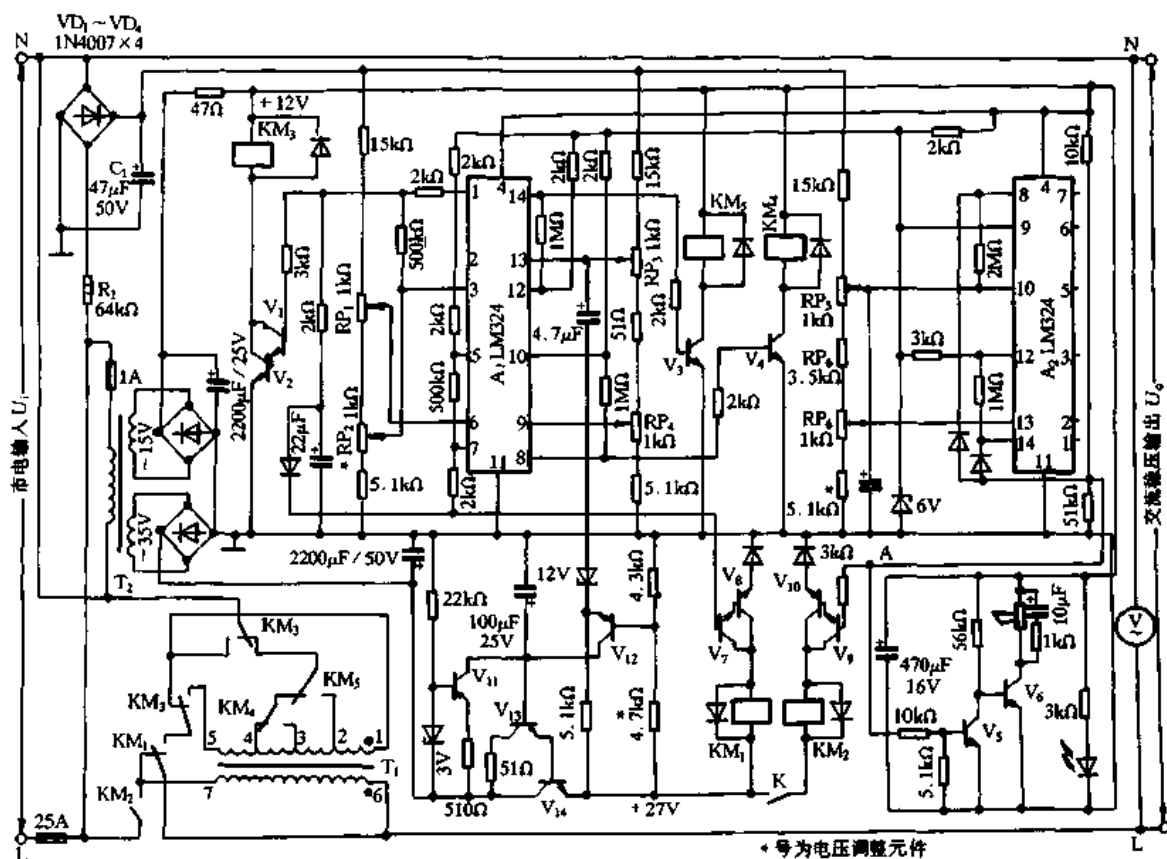 N
VD₁～VD₄
1N4007×4
N
47Ω
+12V
KM₃
C₁
47μF
50V
15kΩ
2kΩ
2kΩ
2kΩ
2kΩ
15kΩ
KM₅
KM₄
15kΩ
2kΩ
10kΩ
R₂
64kΩ
3kΩ
500kΩ
1
2
3
5
6
7
4
11
14
13
12
10
9
8
A₁ LM324
1MΩ
1MΩ
RP₃ 1kΩ
51Ω
2kΩ
4.7μF
RP₄
1kΩ
5.1kΩ
V₁
V₂
2kΩ
RP₁ 1kΩ
*RP₂ 1kΩ
5.1kΩ
2kΩ
500kΩ
2kΩ
22μF
V₃
V₄
2kΩ
RP₅
1kΩ
RP₆
3.5kΩ
RP₆
1kΩ
*
5.1kΩ
6V
3kΩ
2MΩ
1MΩ
8
9
10
12
13
14
4
11
7
6
5
3
2
1
A₂ LM324
51kΩ
1A
~15V
~35V
2200μF/25V
T₂
市电输入 Uᵢ
交流输压输出 Uₒ
2200μF/50V
22kΩ
100μF
25V
12V
4.3kΩ
V₁₂
V₁₁
V₁₃
3V
510Ω
51Ω
V₁₄
5.1kΩ
*
4.7kΩ
+27V
V₈
V₇
V₁₀
V₉
3kΩ
A
KM₁
KM₂
K
470μF
16V
10kΩ
5.1kΩ
56kΩ
V₅
V₆
10μF
1kΩ
3kΩ
V
KM₃
KM₅
KM₃
KM₄
KM₁
KM₂
5
4
3
2
1
T₁
7
6
25A
L
L
*号为电压调整元件